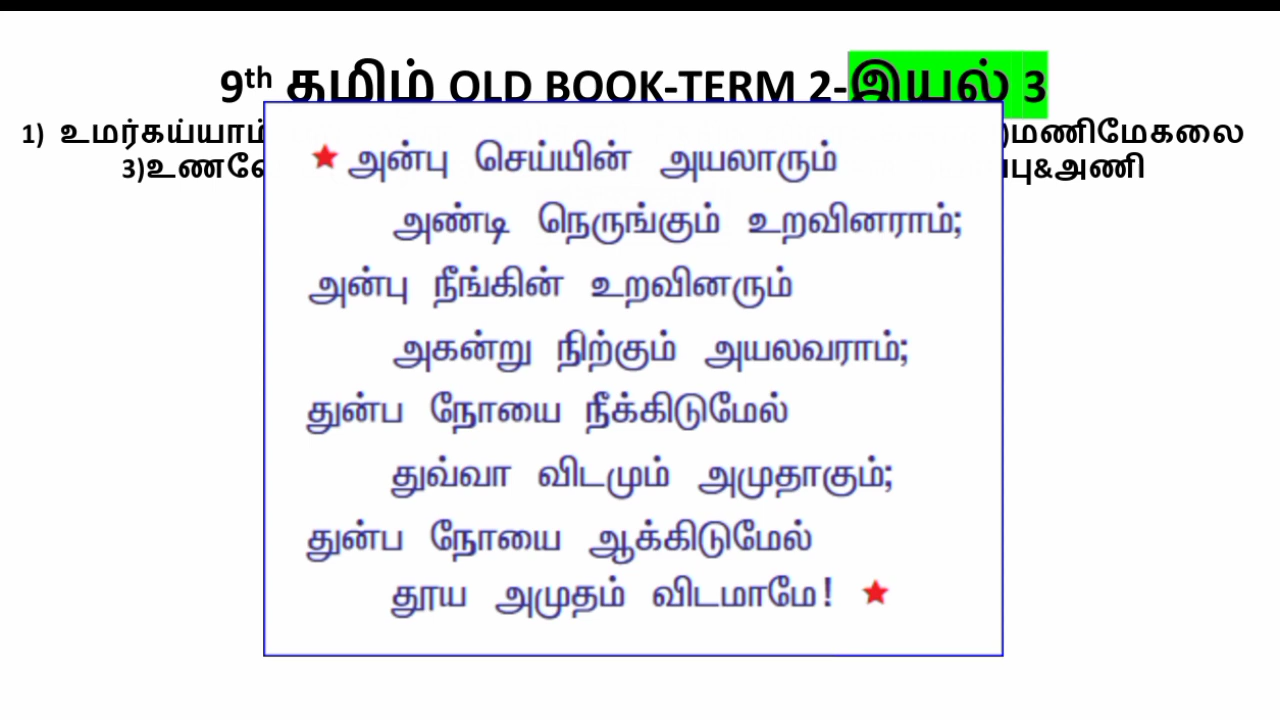 9th தமிழ் OLD BOOK-TERM 2-இயல் 3
1) உமர்கய்யாம் மணிமேகலை
3) &அணி
அன்பு செய்யின் அயலாரும்
அண்டி நெருங்கும் உறவினராம்;
அன்பு நீங்கின் உறவினரும்
அகன்று நிற்கும் அயலவராம்;
துன்ப நோயை நீக்கிடுமேல்
துவ்வா விடமும் அமுதாகும்;
துன்ப நோயை ஆக்கிடுமேல்
தூய அமுதம் விடமாமே!